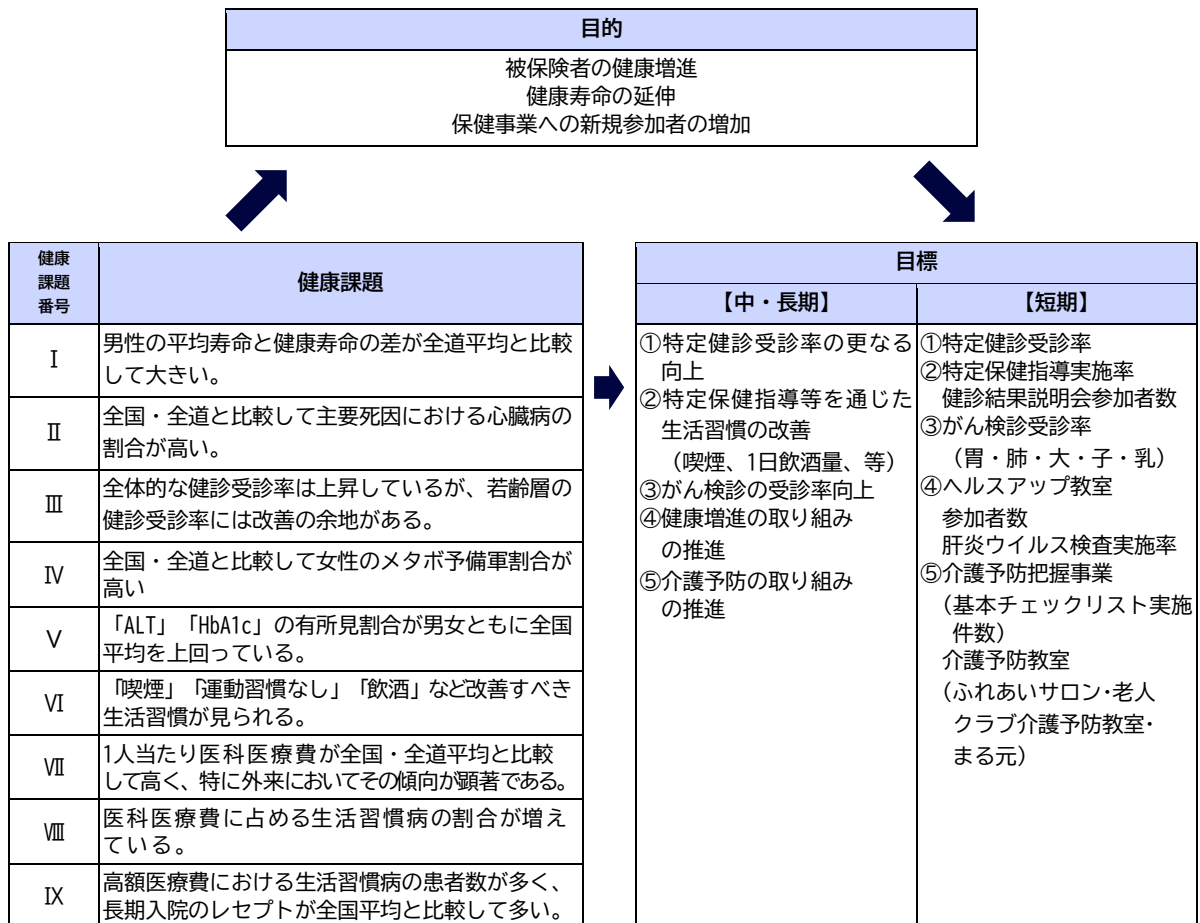 目的
被保険者の健康増進
健康寿命の延伸
保健事業への新規参加者の増加
健康
課題
番号
健康課題
Ⅰ
男性の平均寿命と健康寿命の差が全道平均と比較
して大きい。
Ⅱ
全国・全道と比較して主要死因における心臓病の
割合が高い。
Ⅲ
全体的な健診受診率は上昇しているが、若齢層の
健診受診率には改善の余地がある。
Ⅳ
全国・全道と比較して女性のメタボ予備軍割合が
高い
Ⅴ
「ALT」「HbA1c」の有所見割合が男女ともに全国
平均を上回っている。
Ⅵ
「喫煙」「運動習慣なし」「飲酒」など改善すべき
生活習慣が見られる。
Ⅶ
1人当たり医科医療費が全国・全道平均と比較
して高く、特に外来においてその傾向が顕著である。
Ⅷ
医科医療費に占める生活習慣病の割合が増え
ている。
Ⅸ
高額医療費における生活習慣病の患者数が多く、
長期入院のレセプトが全国平均と比較して多い。
目標
【中・長期】
①特定健診受診率の更なる
向上
②特定保健指導等を通じた
生活習慣の改善
（喫煙、1日飲酒量、等）
③がん検診の受診率向上
④健康増進の取り組み
の推進
⑤介護予防の取り組み
の推進
【短期】
①特定健診受診率
②特定保健指導実施率
健診結果説明会参加者数
③がん検診受診率
（胃・肺・大・子・乳）
④ヘルスアップ教室
参加者数
肝炎ウイルス検査実施率
⑤介護予防把握事業
（基本チェックリスト実施
件数）
介護予防教室
（ふれあいサロン・老人
クラブ介護予防教室・
まる元）